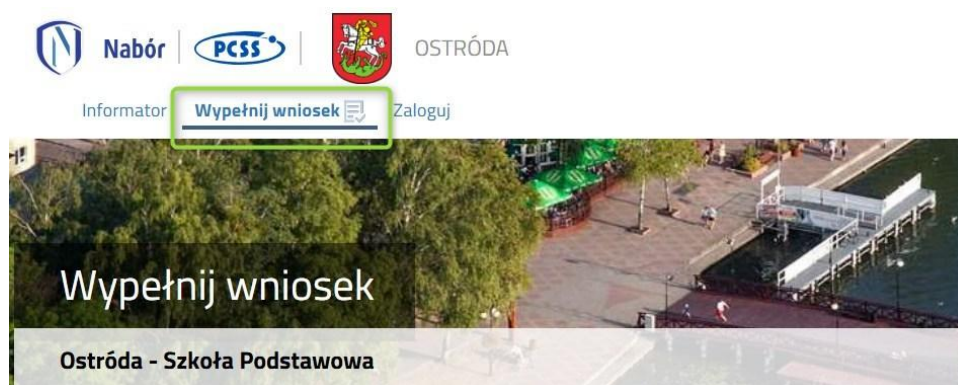 Nabór PCSS OSTRÓDA
Informator Wypełnij wniosek Zaloguj
Wypełnij wniosek
Ostróda - Szkoła Podstawowa